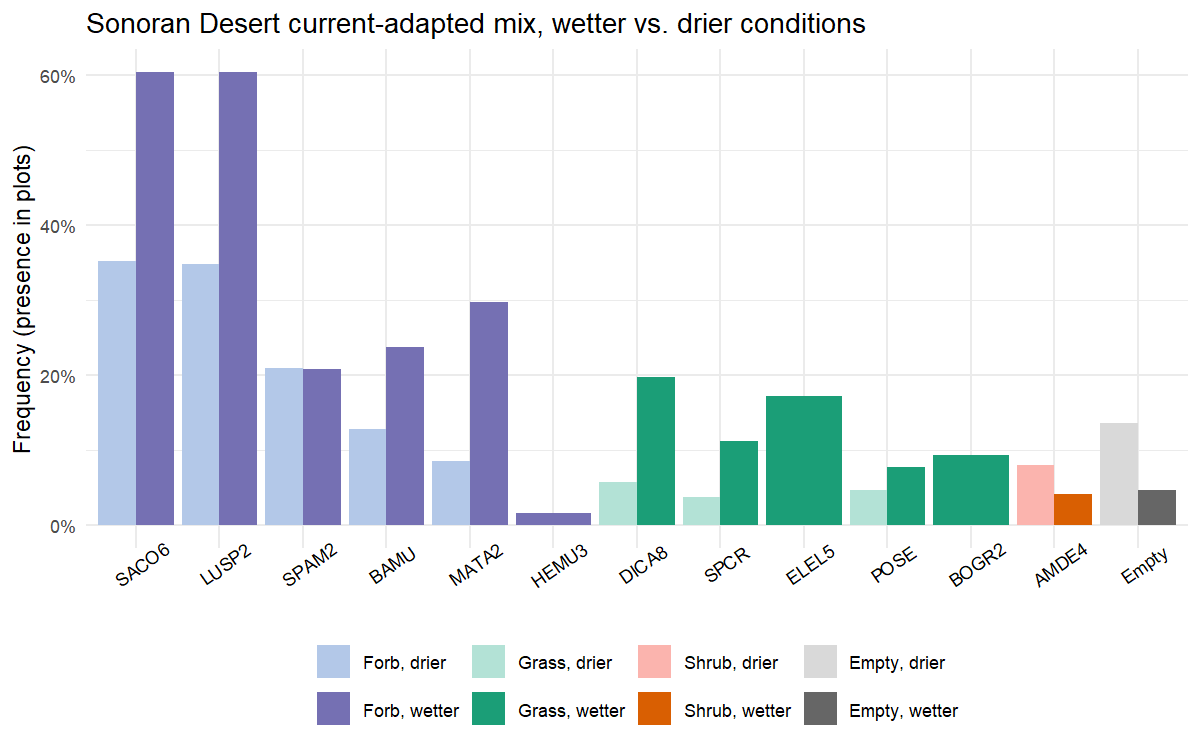 Sonoran Desert current-adapted mix, wetter vs. drier conditions
Frequency (presence in plots)
60%
40%
20%
0%
SACO6 LUSP2 SPAM2 BAMU MATA2 HEMU3 DICA8 SPCR ELEL5 POSE BOGR2 AMDE4 Empty
Forb, drier Grass, drier Shrub, drier Empty, drier
Forb, wetter Grass, wetter Shrub, wetter Empty, wetter